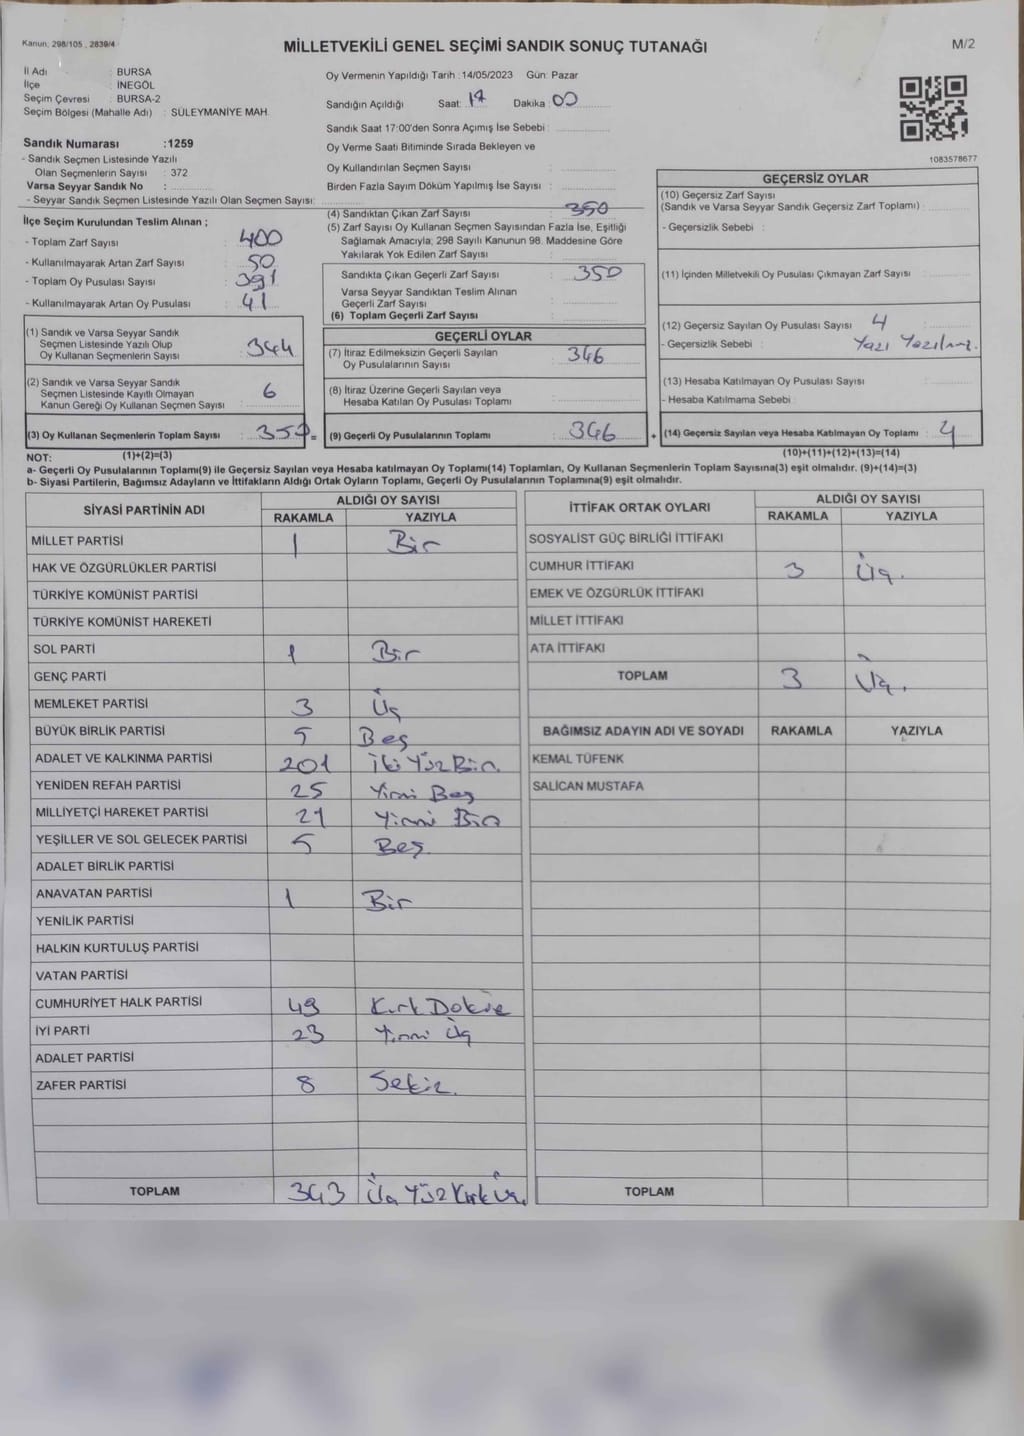 Kanun. 298/105 , 2839/4
MİLLETVEKİLİ GENEL SEÇİMİ SANDIK SONUÇ TUTANAĞI
M/2
İl Adı : BURSA
İlçe : İNEGÖL
Seçim Çevresi : BURSA-2
Seçim Bölgesi (Mahalle Adı) : SÜLEYMANİYE MAH.
Sandık Numarası :1259
- Sandık Seçmen Listesinde Yazılı
Olan Seçmenlerin Sayısı : 372
Varsa Seyyar Sandık No :
- Seyyar Sandık Seçmen Listesinde Yazılı Olan Seçmen Sayısı:
İlçe Seçim Kurulundan Teslim Alınan ;
- Toplam Zarf Sayısı : 400
- Kullanılmayarak Artan Zarf Sayısı : 50
- Toplam Oy Pusulası Sayısı : 391
- Kullanılmayarak Artan Oy Pusulası : 41
(1) Sandık ve Varsa Seyyar Sandık
Seçmen Listesinde Yazılı Olup
Oy Kullanan Seçmenlerin Sayısı : 344
(2) Sandık ve Varsa Seyyar Sandık
Seçmen Listesinde Kayıtlı Olmayan
Kanun Gereği Oy Kullanan Seçmen Sayısı : 6
(3) Oy Kullanan Seçmenlerin Toplam Sayısı : 350 =
Oy Vermenin Yapıldığı Tarih :14/05/2023 Gün: Pazar
Sandığın Açıldığı Saat: 17 Dakika : 00
Sandık Saat 17:00'den Sonra Açımış İse Sebebi :
Oy Verme Saati Bitiminde Sırada Bekleyen ve
Oy Kullandırılan Seçmen Sayısı :
Birden Fazla Sayım Döküm Yapılmış İse Sayısı :
(4) Sandıktan Çıkan Zarf Sayısı : 350
(5) Zarf Sayısı Oy Kullanan Seçmen Sayısından Fazla İse, Eşitliği
Sağlamak Amacıyla; 298 Sayılı Kanunun 98. Maddesine Göre
Yakılarak Yok Edilen Zarf Sayısı :
Sandıkta Çıkan Geçerli Zarf Sayısı : 350
Varsa Seyyar Sandıktan Teslim Alınan
Geçerli Zarf Sayısı :
(6) Toplam Geçerli Zarf Sayısı :
GEÇERLİ OYLAR
(7) İtiraz Edilmeksizin Geçerli Sayılan
Oy Pusulalarının Sayısı : 346
(8) İtiraz Üzerine Geçerli Sayılan veya
Hesaba Katılan Oy Pusulası Toplamı :
(9) Geçerli Oy Pusulalarının Toplamı : 346 +
1083578677
GEÇERSİZ OYLAR
(10) Geçersiz Zarf Sayısı
(Sandık ve Varsa Seyyar Sandık Geçersiz Zarf Toplamı) :
- Geçersizlik Sebebi :
(11) İçinden Milletvekili Oy Pusulası Çıkmayan Zarf Sayısı :
(12) Geçersiz Sayılan Oy Pusulası Sayısı : 4
- Geçersizlik Sebebi : Yazı
(13) Hesaba Katılmayan Oy Pusulası Sayısı :
- Hesaba Katılmama Sebebi :
(14) Geçersiz Sayılan veya Hesaba Katılmayan Oy Toplamı : 4
NOT: (1)+(2)=(3) (10)+(11)+(12)+(13)=(14)
a- Geçerli Oy Pusulalarının Toplamı(9) ile Geçersiz Sayılan veya Hesaba katılmayan Oy Toplamı(14) Toplamları, Oy Kullanan Seçmenlerin Toplam Sayısına(3) eşit olmalıdır. (9)+(14)=(3)
b- Siyasi Partilerin, Bağımsız Adayların ve İttifakların Aldığı Ortak Oyların Toplamı, Geçerli Oy Pusulalarının Toplamına(9) eşit olmalıdır.
SİYASİ PARTİNİN ADI ALDIĞI OY SAYISI
RAKAMLA YAZIYLA
MİLLET PARTİSİ 1 Bir
HAK VE ÖZGÜRLÜKLER PARTİSİ
TÜRKİYE KOMÜNİST PARTİSİ
TÜRKİYE KOMÜNİST HAREKETİ
SOL PARTİ 1 Bir
GENÇ PARTİ
MEMLEKET PARTİSİ 3 Üç
BÜYÜK BİRLİK PARTİSİ 5 Beş
ADALET VE KALKINMA PARTİSİ 201 İki Yüz Bir
YENİDEN REFAH PARTİSİ 25 Yirmi Beş
MİLLİYETÇİ HAREKET PARTİSİ 21 Yirmi Bir
YEŞİLLER VE SOL GELECEK PARTİSİ 5 Beş
ADALET BİRLİK PARTİSİ
ANAVATAN PARTİSİ 1 Bir
YENİLİK PARTİSİ
HALKIN KURTULUŞ PARTİSİ
VATAN PARTİSİ
CUMHURİYET HALK PARTİSİ 49 Kırk Dokuz
İYİ PARTİ 23 Yirmi Üç
ADALET PARTİSİ
ZAFER PARTİSİ 8 Sekiz.
TOPLAM 343 Üç Yüz Kırk Üç.
İTTİFAK ORTAK OYLARI ALDIĞI OY SAYISI
RAKAMLA YAZIYLA
SOSYALİST GÜÇ BİRLİĞİ İTTİFAKI
CUMHUR İTTİFAKI 3 Üç.
EMEK VE ÖZGÜRLÜK İTTİFAKI
MİLLET İTTİFAKI
ATA İTTİFAKI
TOPLAM 3 Üç.
BAĞIMSIZ ADAYIN ADI VE SOYADI RAKAMLA YAZIYLA
KEMAL TÜFENK
SALİCAN MUSTAFA
TOPLAM